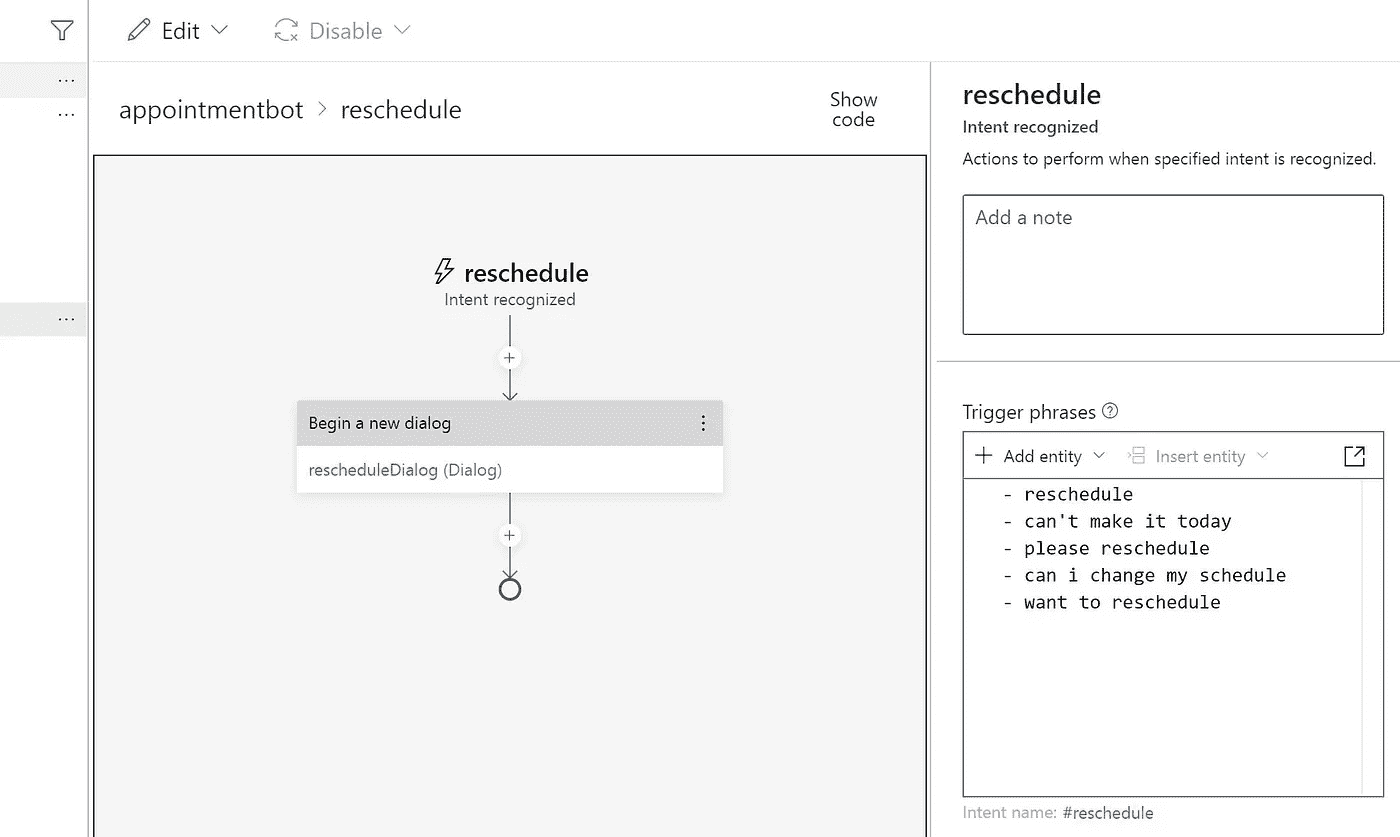 Edit
Disable
appointmentbot > reschedule
Show
code
reschedule
Intent recognized
Begin a new dialog
rescheduleDialog (Dialog)
reschedule
Intent recognized
Actions to perform when specified intent is recognized.
Add a note
Trigger phrases ?
+ Add entity
Insert entity
- reschedule
- can't make it today
- please reschedule
- can i change my schedule
- want to reschedule
Intent name: #reschedule